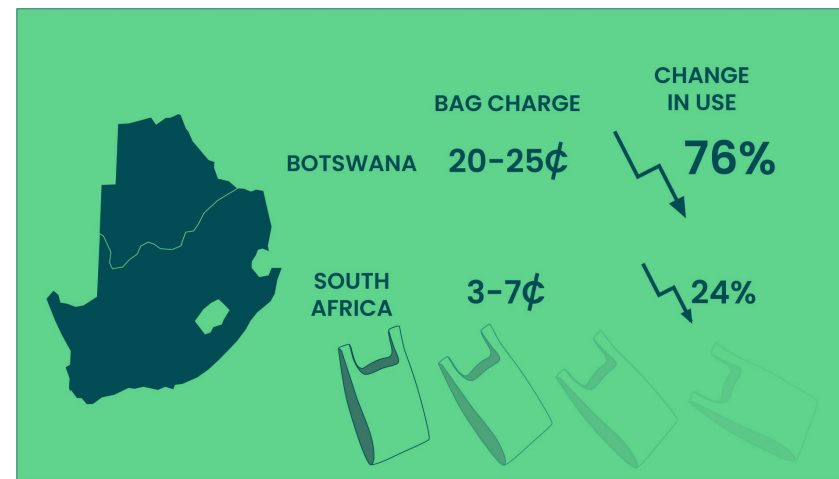 BAG CHARGE
CHANGE
IN USE
BOTSWANA 20-25¢ 76%
SOUTH
AFRICA 3-7¢ 24%